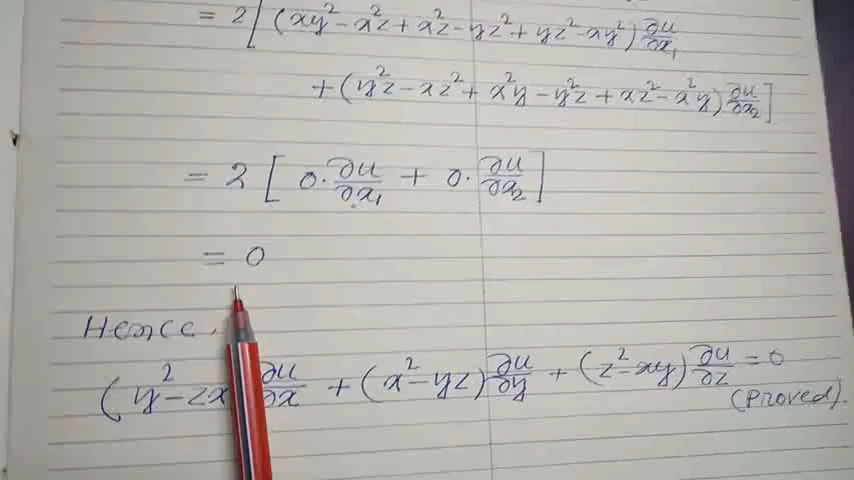 = 2[(xy² - x²z + x²z - yz² + yz² - xy²) ∂u/∂x₁
+ (y²z - xz² + x²y - y²z + xz² - x²y) ∂u/∂x₂]
= 2[0·∂u/∂x₁ + 0·∂u/∂x₂]
= 0
Hence,
(y² - zx ∂u/∂x + (x² - yz) ∂u/∂y + (z² - xy) ∂u/∂z = 0
(Proved).